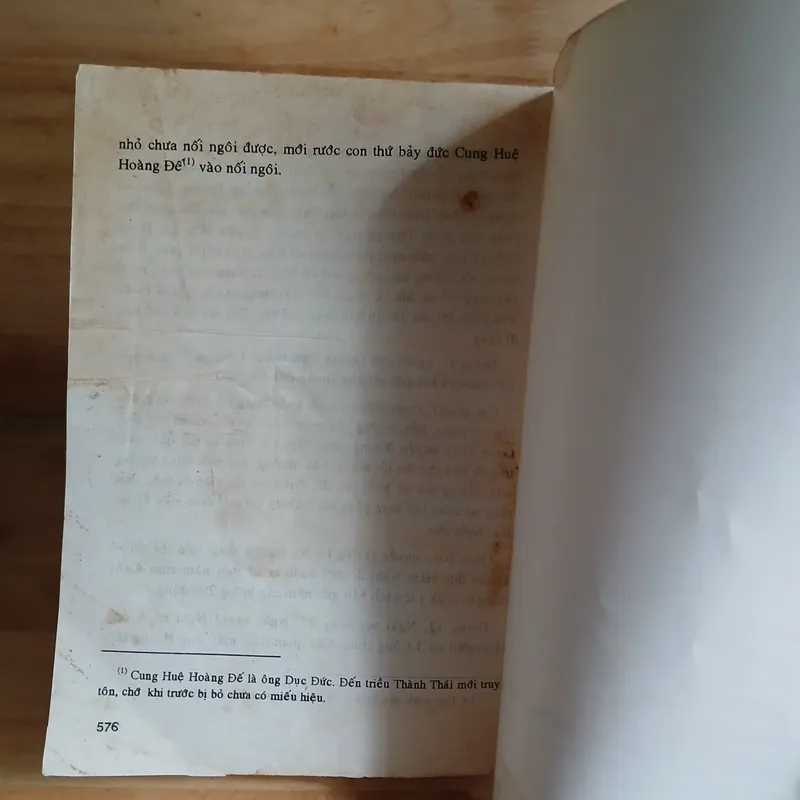 nhỏ chưa nối ngôi được, mới rước con thứ bảy đức Cung Huệ
Hoàng Đế(1) vào nối ngôi.
(1) Cung Huệ Hoàng Đế là ông Dục Đức. Đến triều Thành Thái mới truy
tôn, chớ khi trước bị bỏ chưa có miếu hiệu.
576